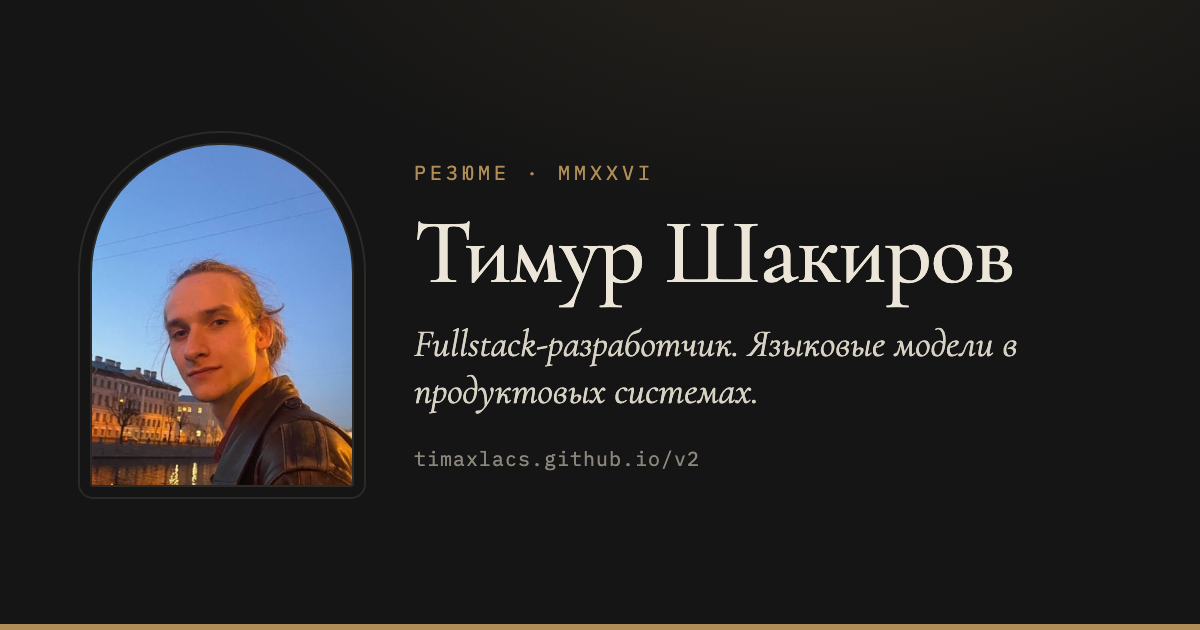 РЕЗЮМЕ · MMXXVI
Тимур Шакиров
Fullstack-разработчик. Языковые модели в
продуктовых системах.
timaxlacs.github.io/v2